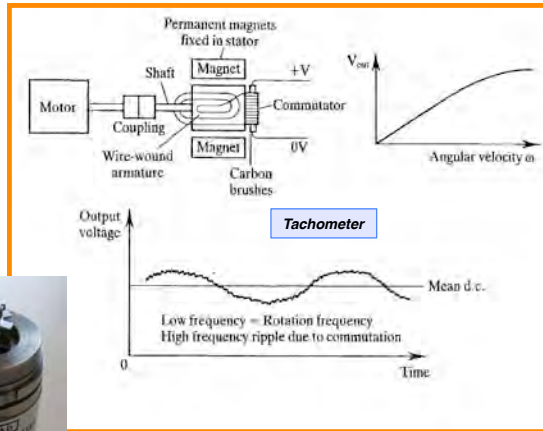 Permanent magnets
fixed in stator
Magnet
Shaft
+V
Motor
Commutator
Coupling
Magnet
0V
Wire-wound
armature
Carbon
brushes
V out
Angular velocity ω
Output
voltage
Tachometer
Mean d.c.
Low frequency = Rotation frequency
High frequency ripple due to commutation
0
Time